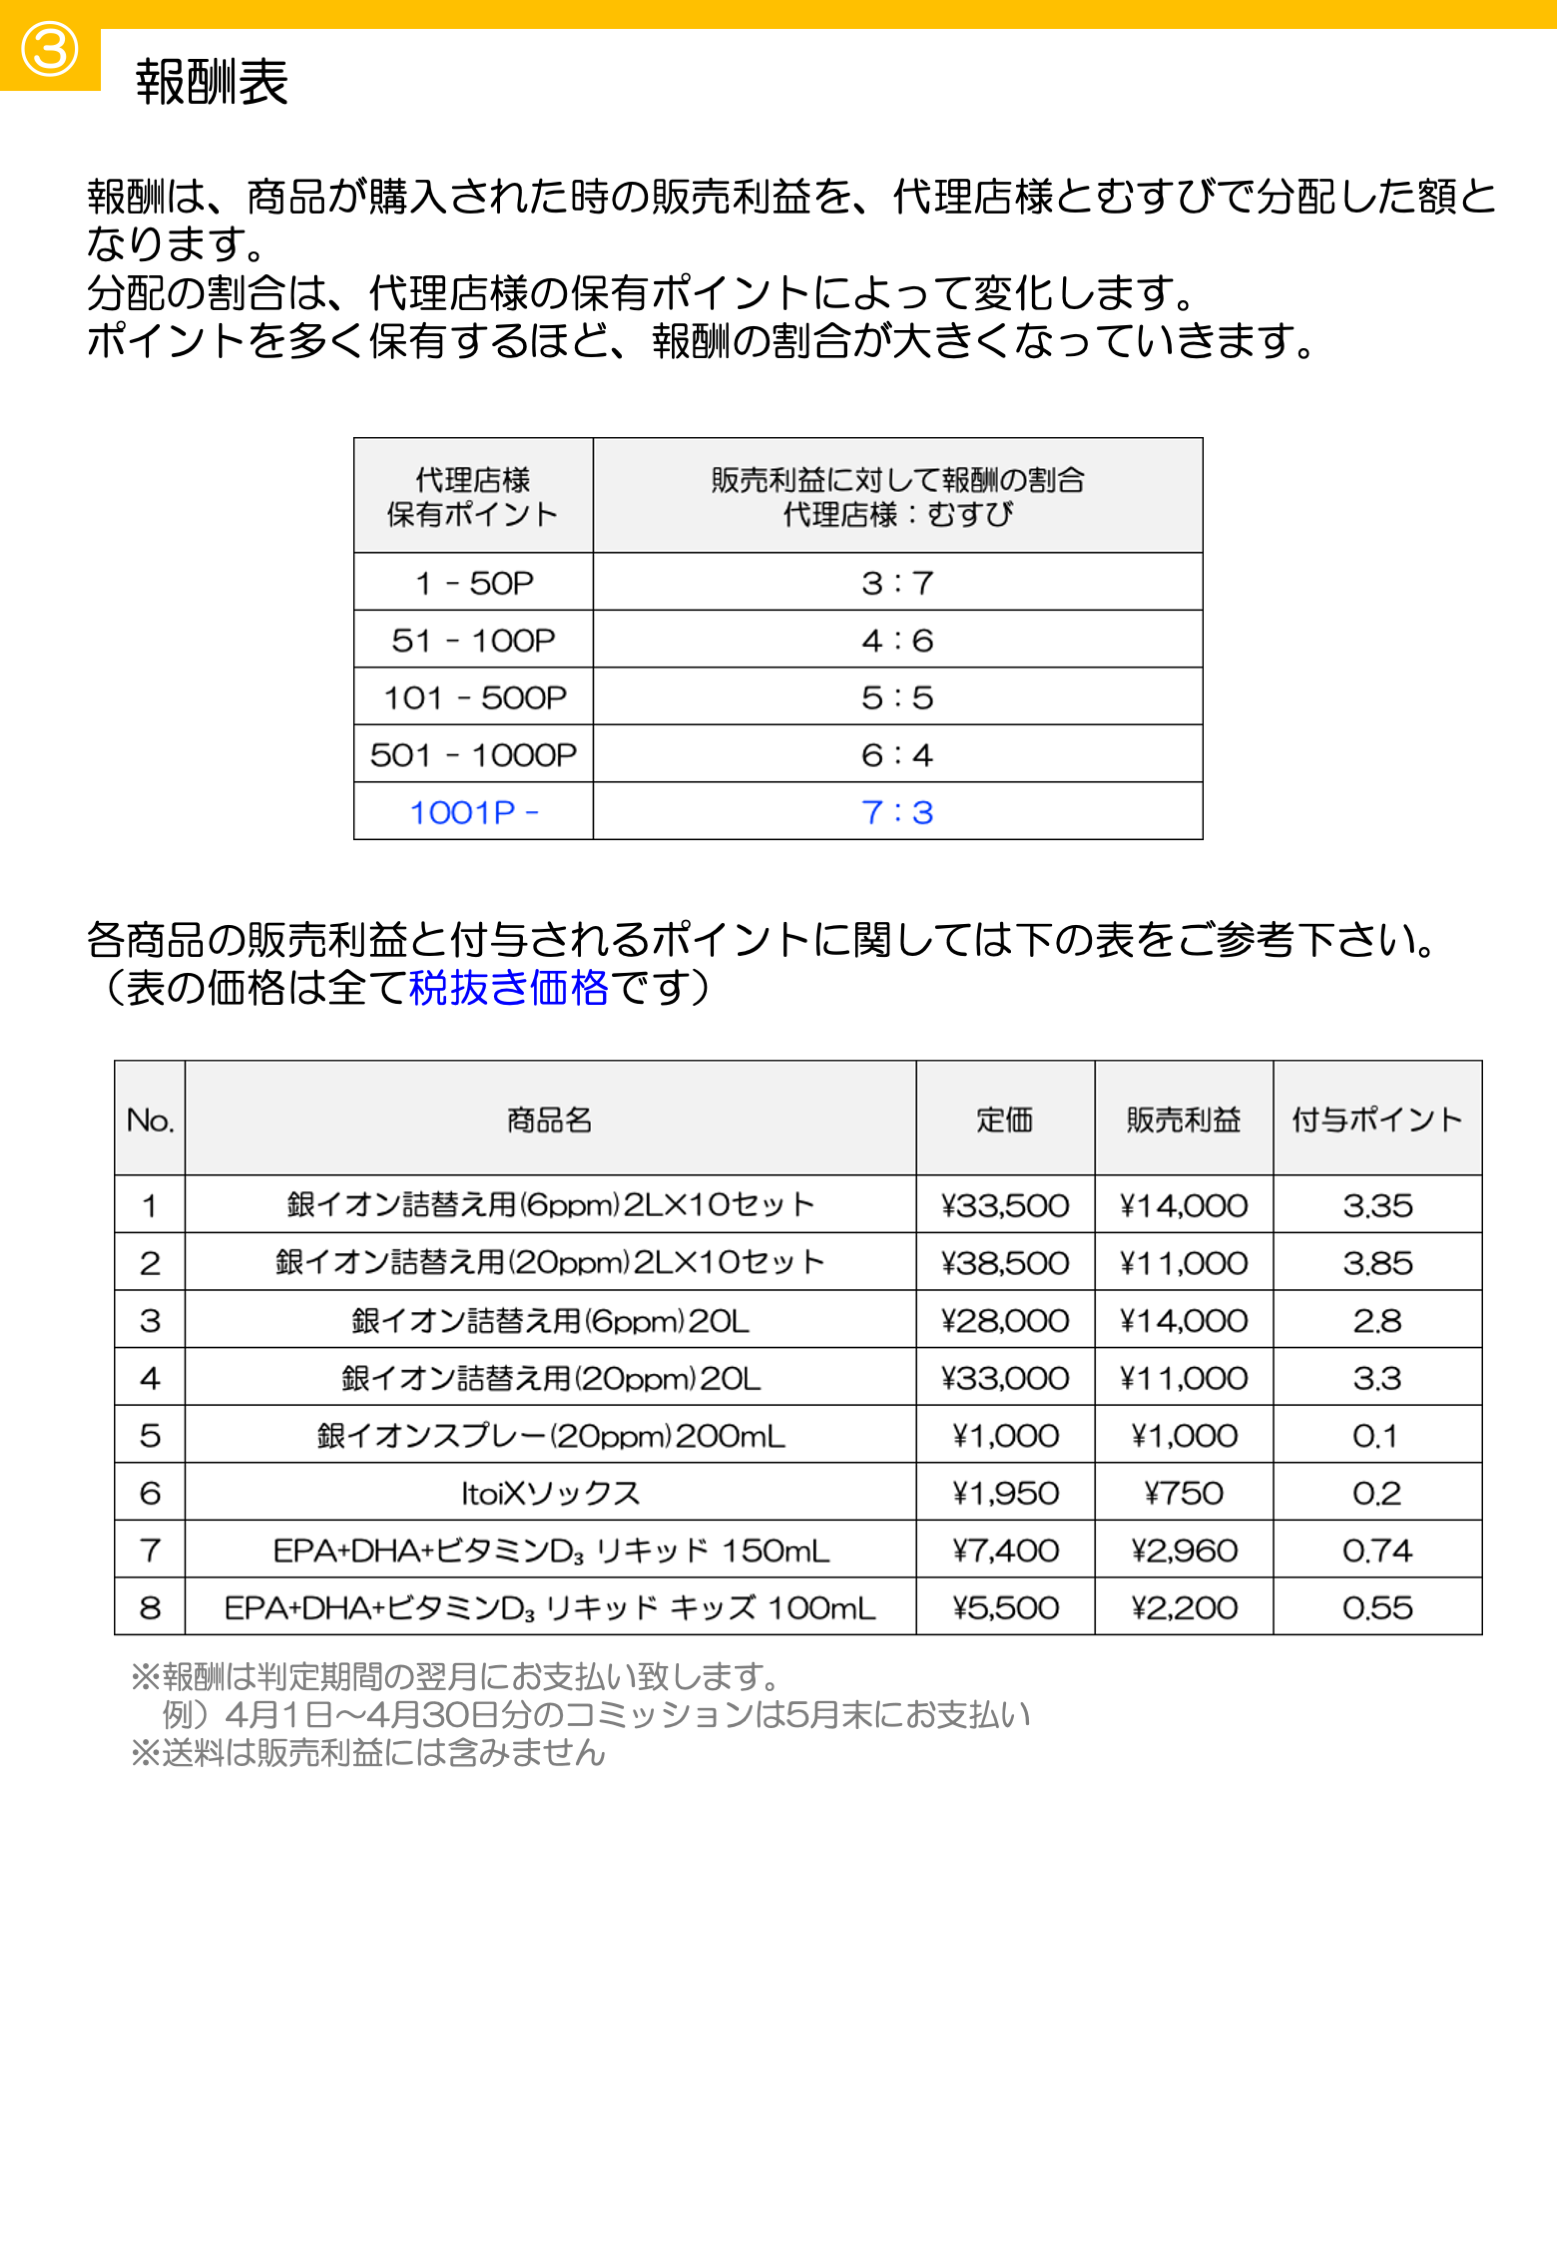 ③
報酬表
報酬は、商品が購入された時の販売利益を、代理店様とむすびで分配した額と
なります。
分配の割合は、代理店様の保有ポイントによって変化します。
ポイントを多く保有するほど、報酬の割合が大きくなっていきます。
代理店様
保有ポイント
販売利益に対して報酬の割合
代理店様：むすび
1 - 50P 3：7
51 - 100P 4：6
101 - 500P 5：5
501 - 1000P 6：4
1001P - 7：3
各商品の販売利益と付与されるポイントに関しては下の表をご参考下さい。
（表の価格は全て税抜き価格です）
No. 商品名 定価 販売利益 付与ポイント
1 銀イオン詰替え用(6ppm)2L×10セット ¥33,500 ¥14,000 3.35
2 銀イオン詰替え用(20ppm)2L×10セット ¥38,500 ¥11,000 3.85
3 銀イオン詰替え用(6ppm)20L ¥28,000 ¥14,000 2.8
4 銀イオン詰替え用(20ppm)20L ¥33,000 ¥11,000 3.3
5 銀イオンスプレー(20ppm)200mL ¥1,000 ¥1,000 0.1
6 ItoiXソックス ¥1,950 ¥750 0.2
7 EPA+DHA+ビタミンD₃ リキッド 150mL ¥7,400 ¥2,960 0.74
8 EPA+DHA+ビタミンD₃ リキッド キッズ 100mL ¥5,500 ¥2,200 0.55
※報酬は判定期間の翌月にお支払い致します。
例）4月1日〜4月30日分のコミッションは5月末にお支払い
※送料は販売利益には含みません